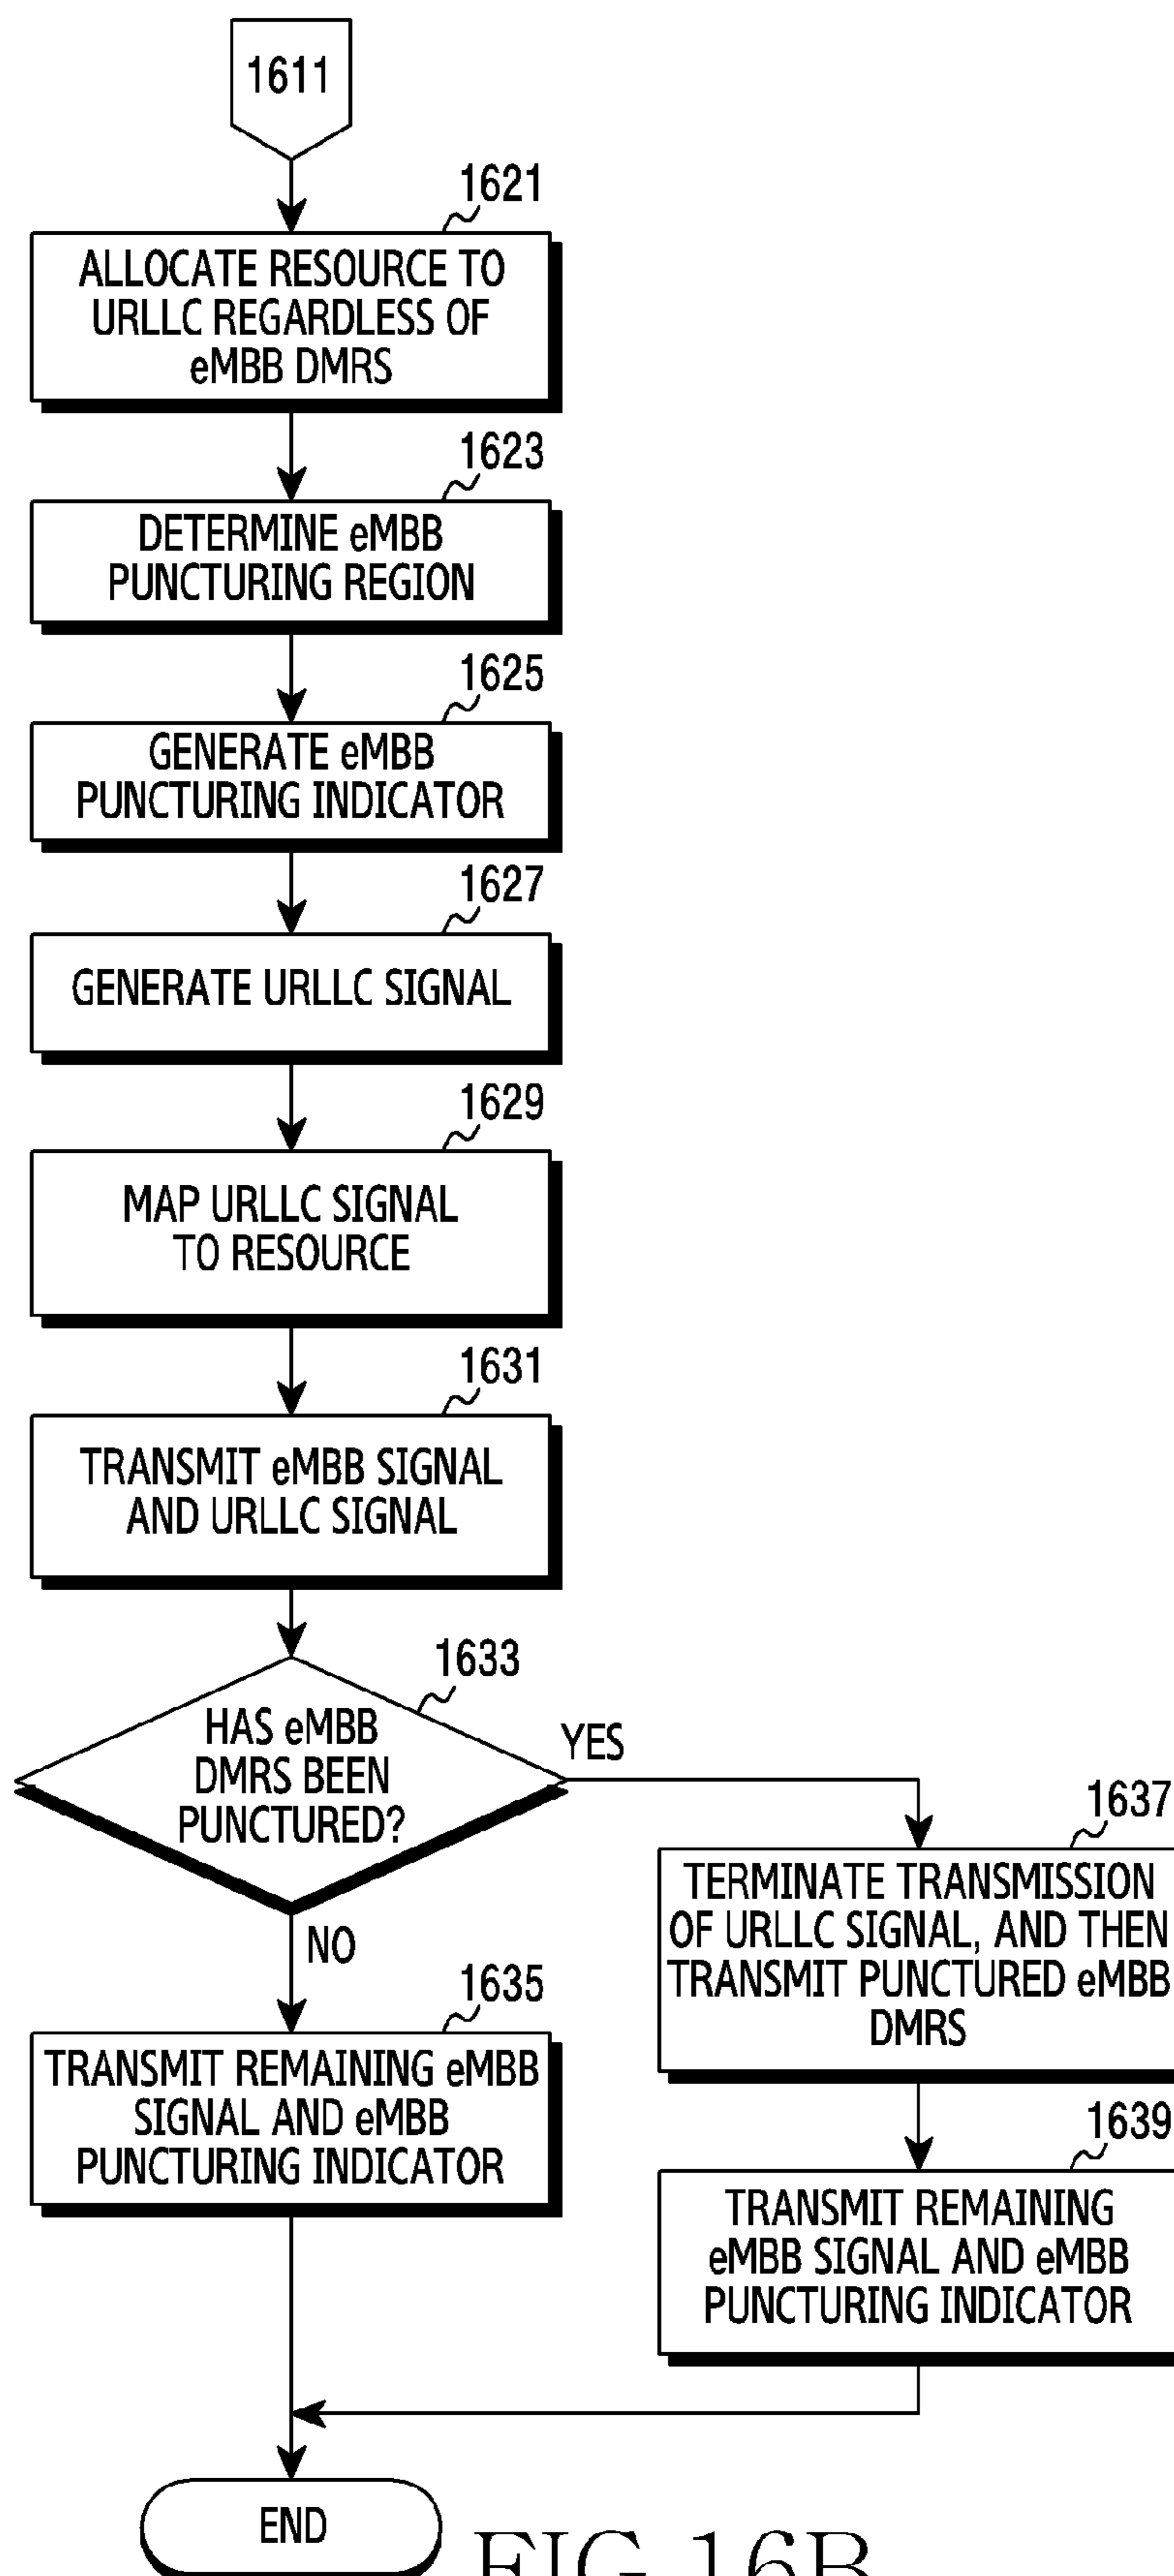 1611
1621
ALLOCATE RESOURCE TO
URLLC REGARDLESS OF
eMBB DMRS
1623
DETERMINE eMBB
PUNCTURING REGION
1625
GENERATE eMBB
PUNCTURING INDICATOR
1627
GENERATE URLLC SIGNAL
1629
MAP URLLC SIGNAL
TO RESOURCE
1631
TRANSMIT eMBB SIGNAL
AND URLLC SIGNAL
1633
HAS eMBB
DMRS BEEN
PUNCTURED?
YES
NO
1635
TRANSMIT REMAINING eMBB
SIGNAL AND eMBB
PUNCTURING INDICATOR
1637
TERMINATE TRANSMISSION
OF URLLC SIGNAL, AND THEN
TRANSMIT PUNCTURED eMBB
DMRS
1639
TRANSMIT REMAINING
eMBB SIGNAL AND eMBB
PUNCTURING INDICATOR
END
FIG.16B